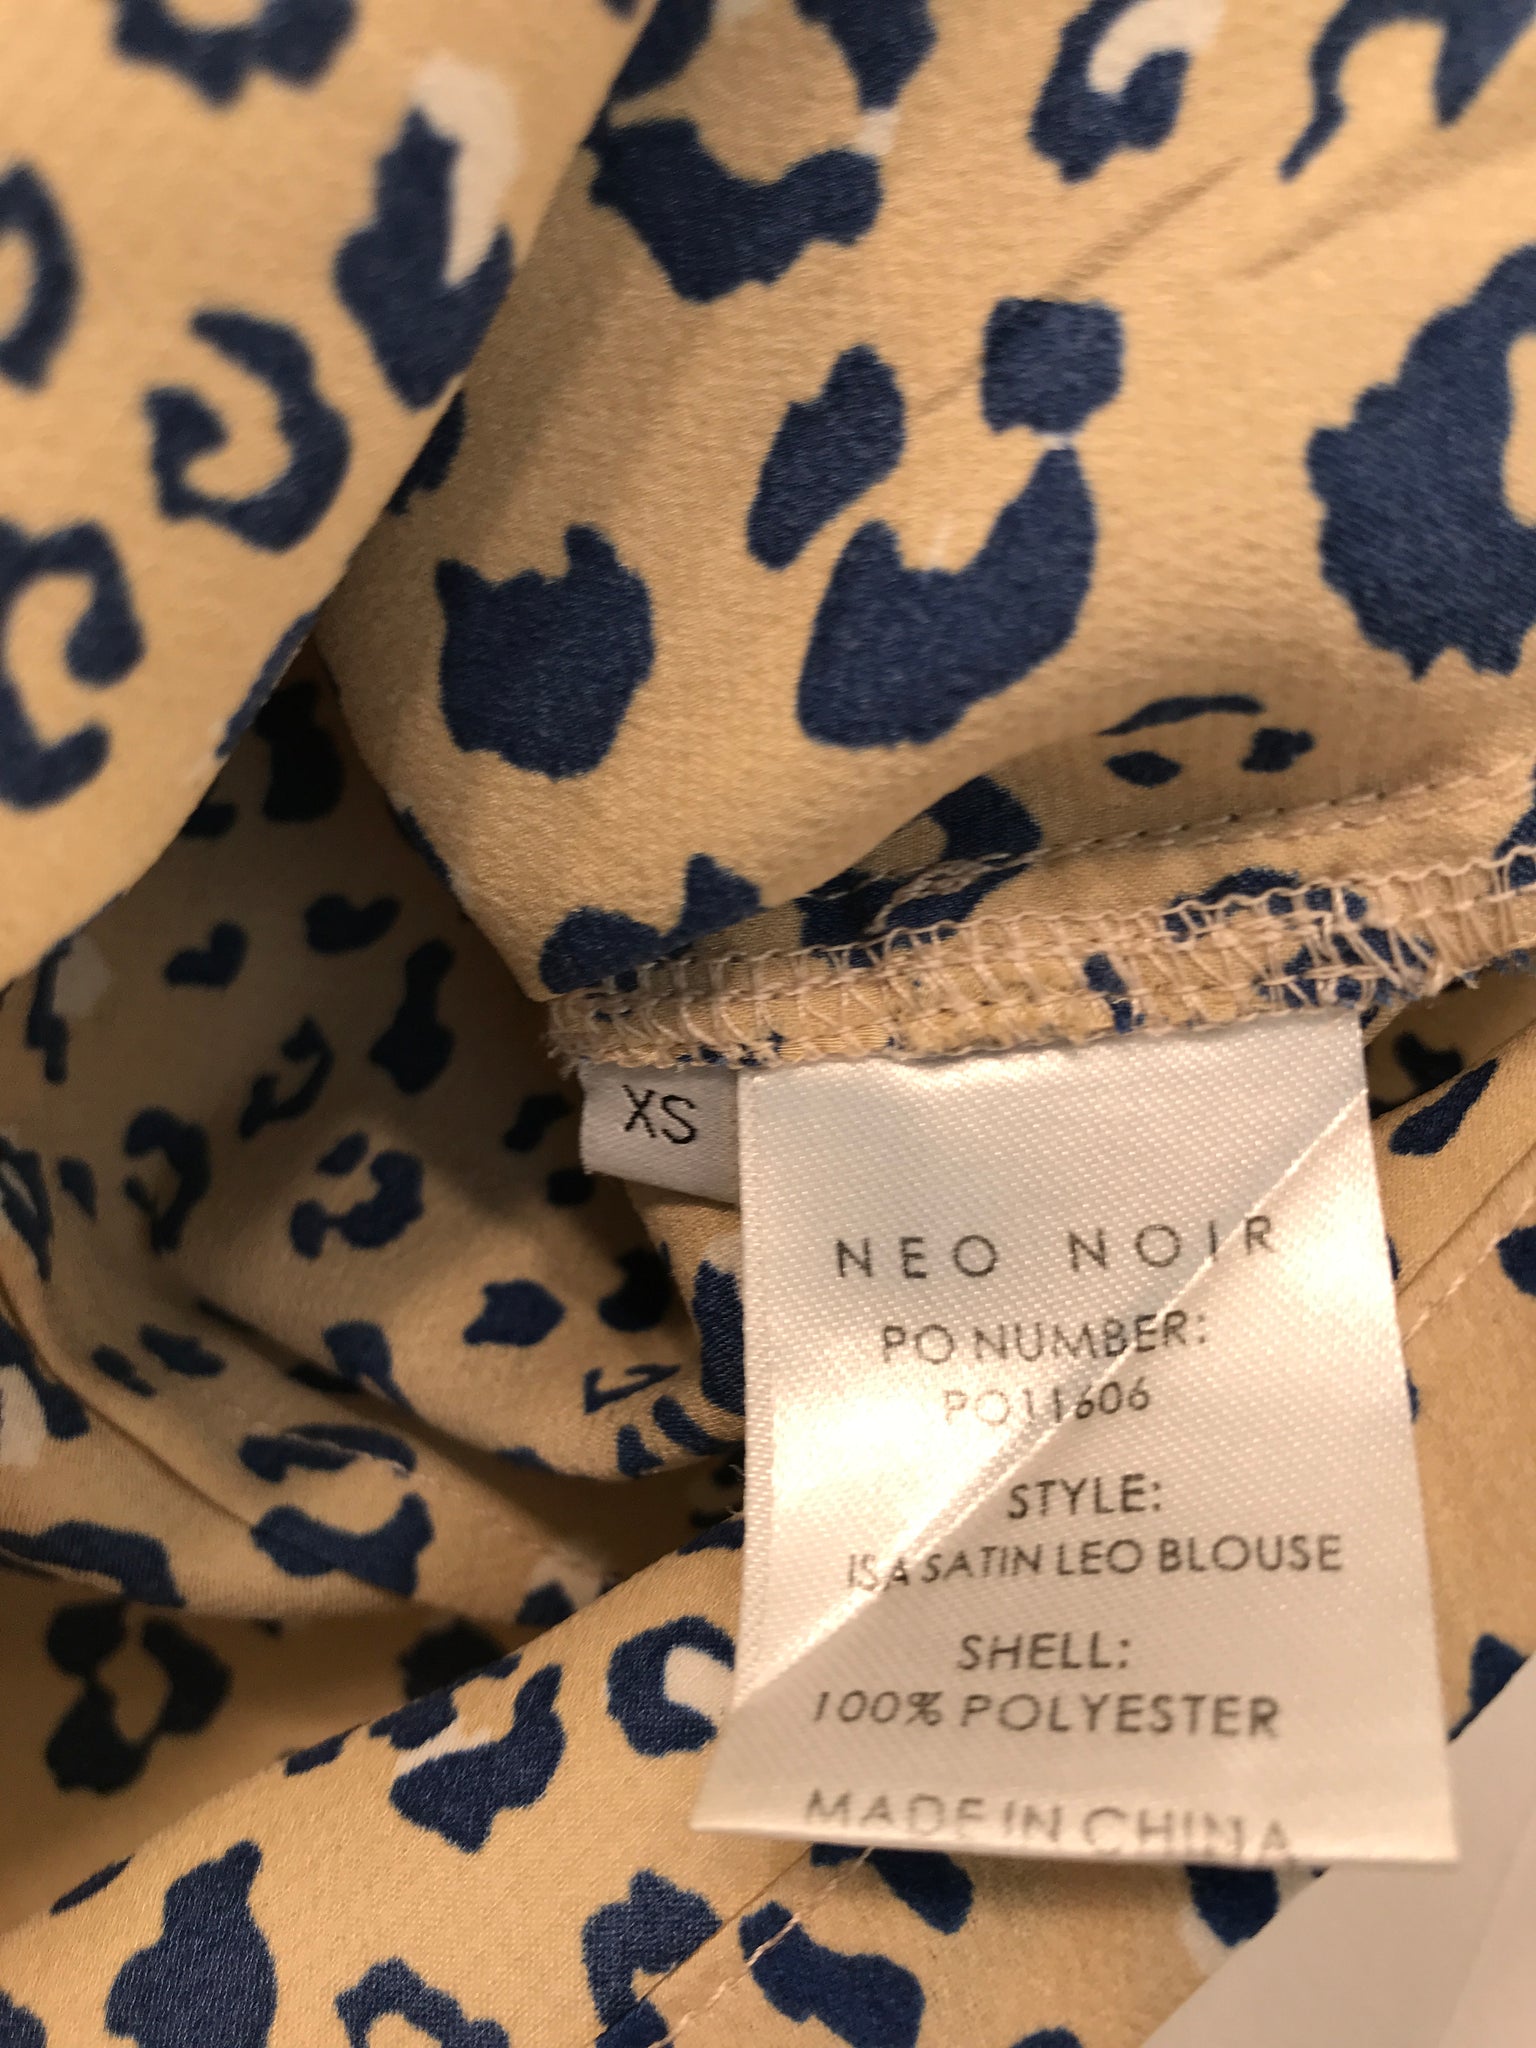 XS
NEO NOIR
PO NUMBER:
PO11606
STYLE:
ISA SATIN LEO BLOUSE
SHELL:
100% POLYESTER
MADE IN CHINA